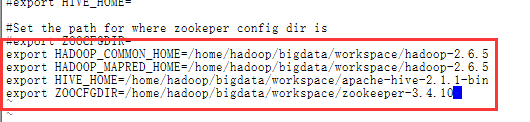 #export HIVE_HOME=
#Set the path for where zookeper config dir is
#export ZOOCFGDIR=
export HADOOP_COMMON_HOME=/home/hadoop/bigdata/workspace/hadoop-2.6.5
export HADOOP_MAPRED_HOME=/home/hadoop/bigdata/workspace/hadoop-2.6.5
export HIVE_HOME=/home/hadoop/bigdata/workspace/apache-hive-2.1.1-bin
export ZOOCFGDIR=/home/hadoop/bigdata/workspace/zookeeper-3.4.10
~
~